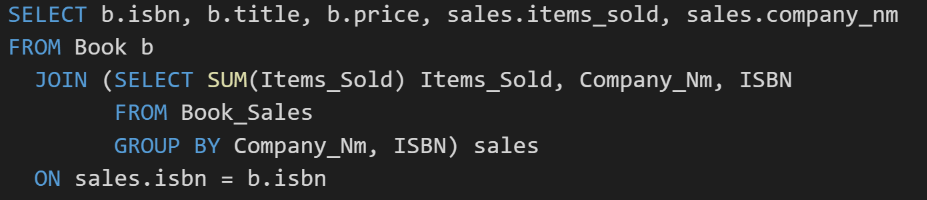 SELECT b.isbn, b.title, b.price, sales.items_sold, sales.company_nm
FROM Book b
  JOIN (SELECT SUM(Items_Sold) Items_Sold, Company_Nm, ISBN
        FROM Book_Sales
        GROUP BY Company_Nm, ISBN) sales
  ON sales.isbn = b.isbn